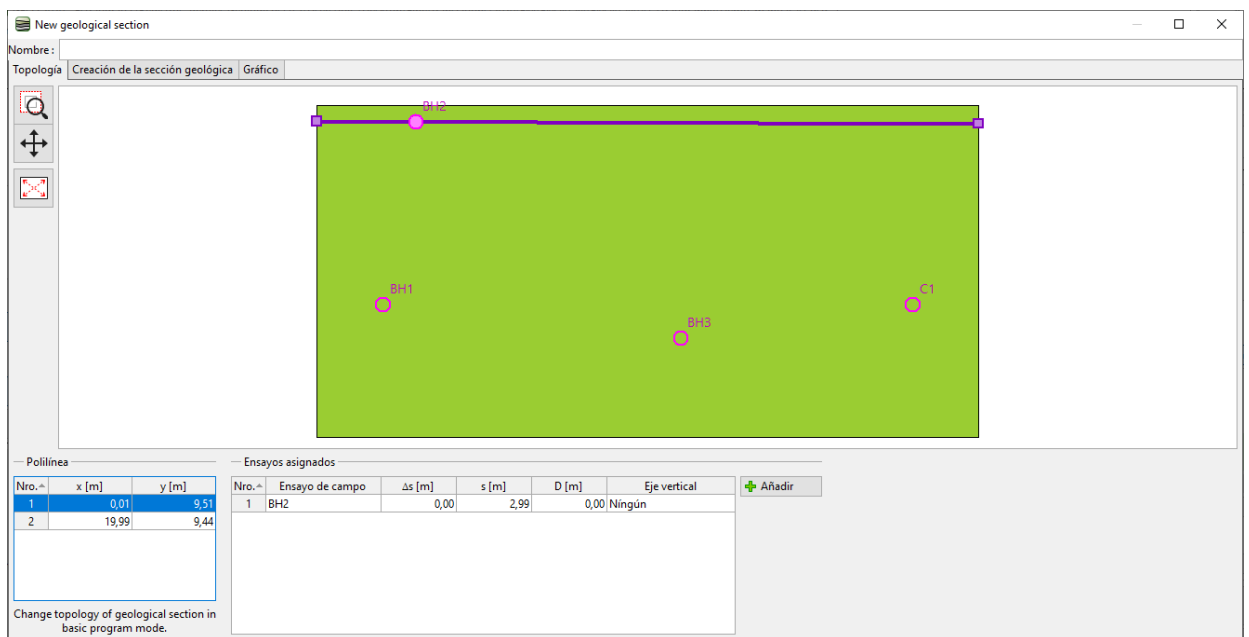 New geological section
Nombre :
Topología Creación de la sección geológica Gráfico
BH2
BH1
C1
BH3
Polilínea
Nro. x [m] y [m]
1 0,01 9,51
2 19,99 9,44
Change topology of geological section in
basic program mode.
Ensayos asignados
Nro. Ensayo de campo Δs [m] s [m] D [m] Eje vertical
1 BH2 0,00 2,99 0,00 Níngún
Añadir